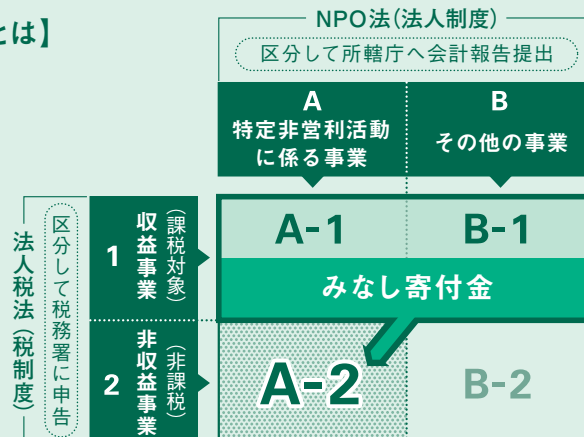 とは】
NPO法(法人制度)
区分して所轄庁へ会計報告提出
A
特定非営利活動
に係る事業
B
その他の事業
法人税法(税制度)
区分して税務署に申告
1
収益事業
(課税対象)
A-1
B-1
みなし寄付金
2
非収益事業
(非課税)
A-2
B-2